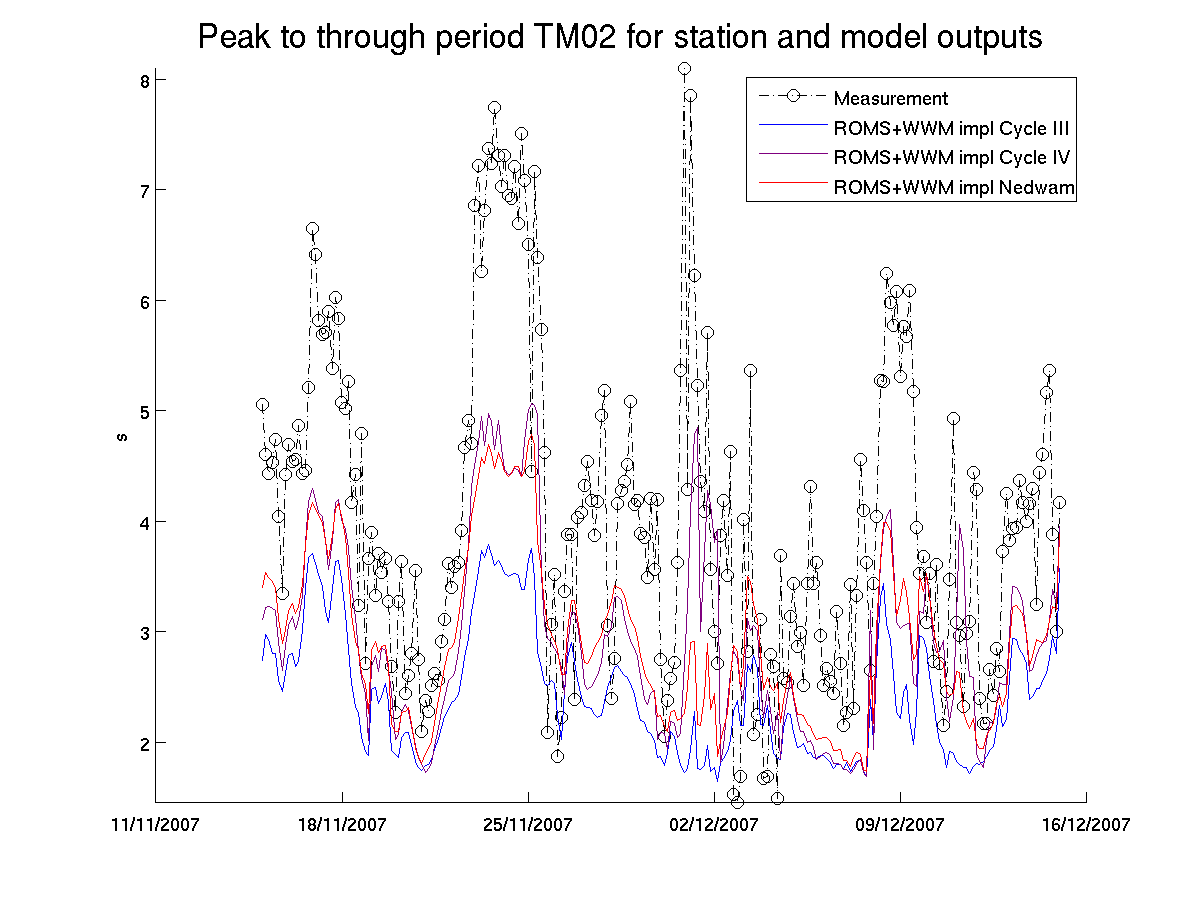 Peak to through period TM02 for station and model outputs
Measurement
ROMS+WWM impl Cycle III
ROMS+WWM impl Cycle IV
ROMS+WWM impl Nedwam
8
7
6
5
4
3
2
s
11/11/2007 18/11/2007 25/11/2007 02/12/2007 09/12/2007 16/12/2007